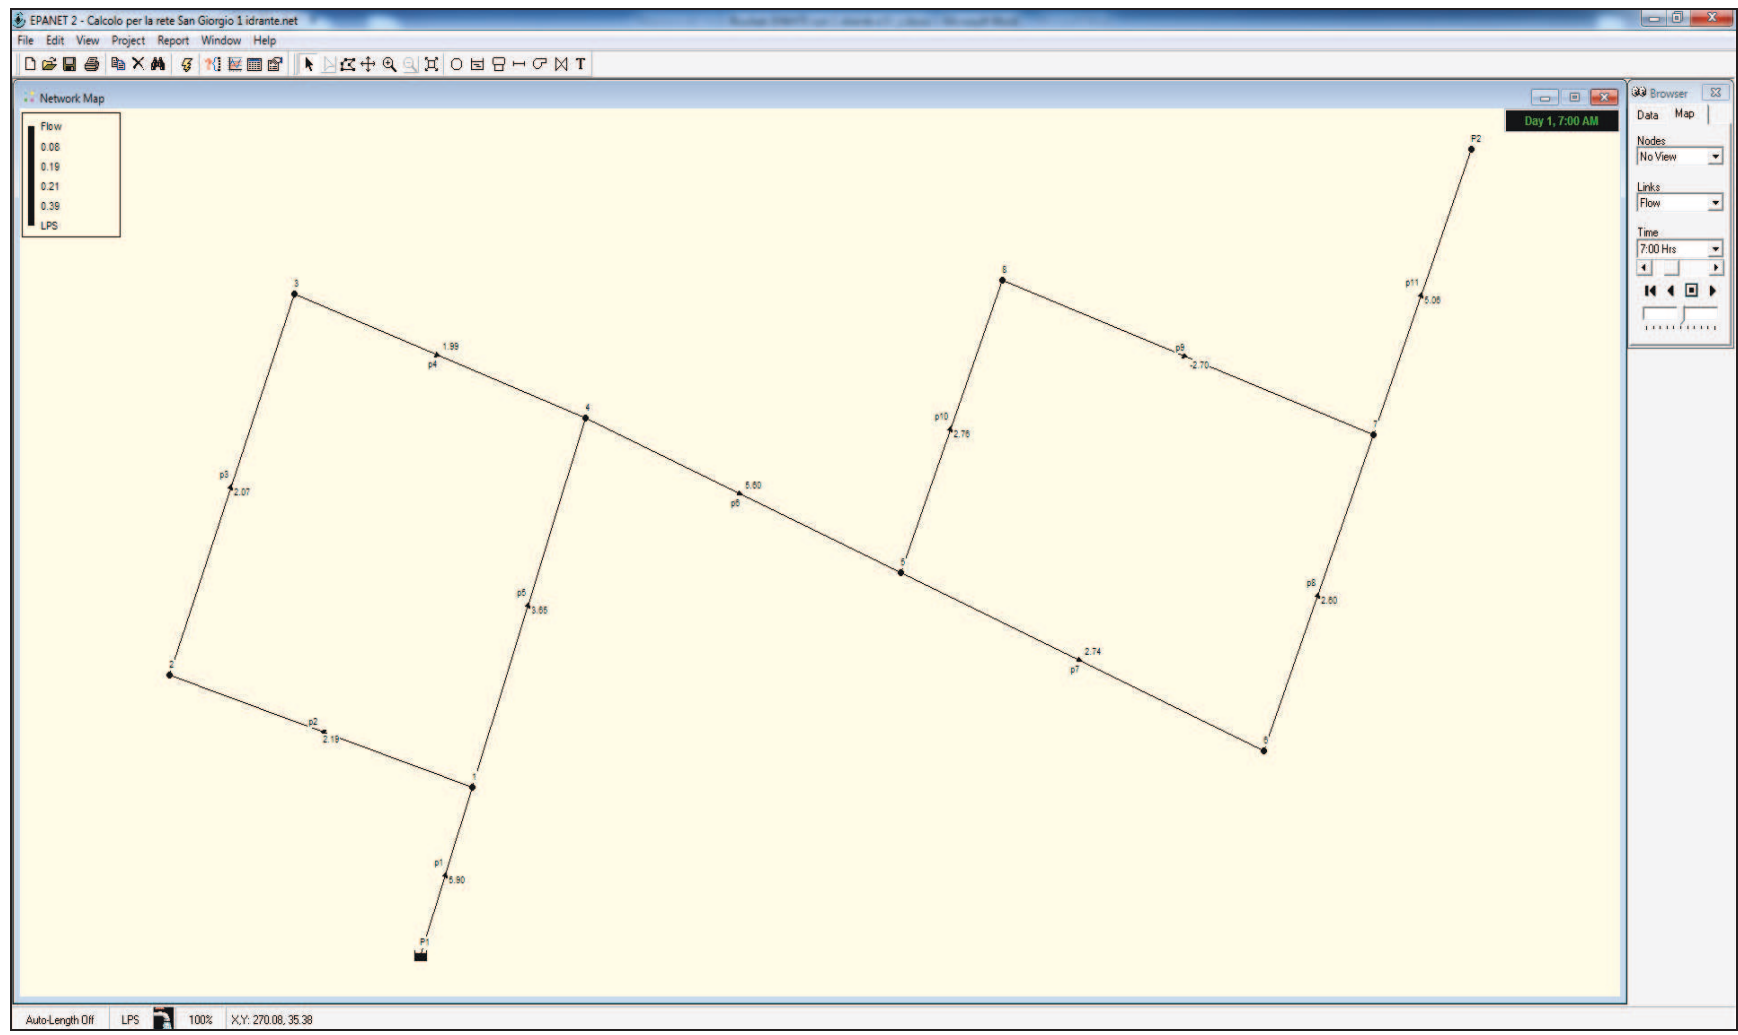 EPANET 2 - Calcolo per la rete San Giorgio 1 idrante.net
File Edit View Project Report Window Help
T
Network Map
Day 1, 7:00 AM
Flow
0.08
0.19
0.21
0.39
LPS
Browser
Data Map
Nodes
No View
Links
Flow
Time
7:00 Hrs
P2
p11
5.06
8
3
p9
-2.70
1.99
p4
4
p10
2.76
7
p3
2.07
5.60
p6
5
p5
3.65
p8
2.60
2
2.74
p7
p2
2.19
6
1
p1
5.90
P1
Auto-Length Off LPS 100% X,Y: 270.08, 35.38